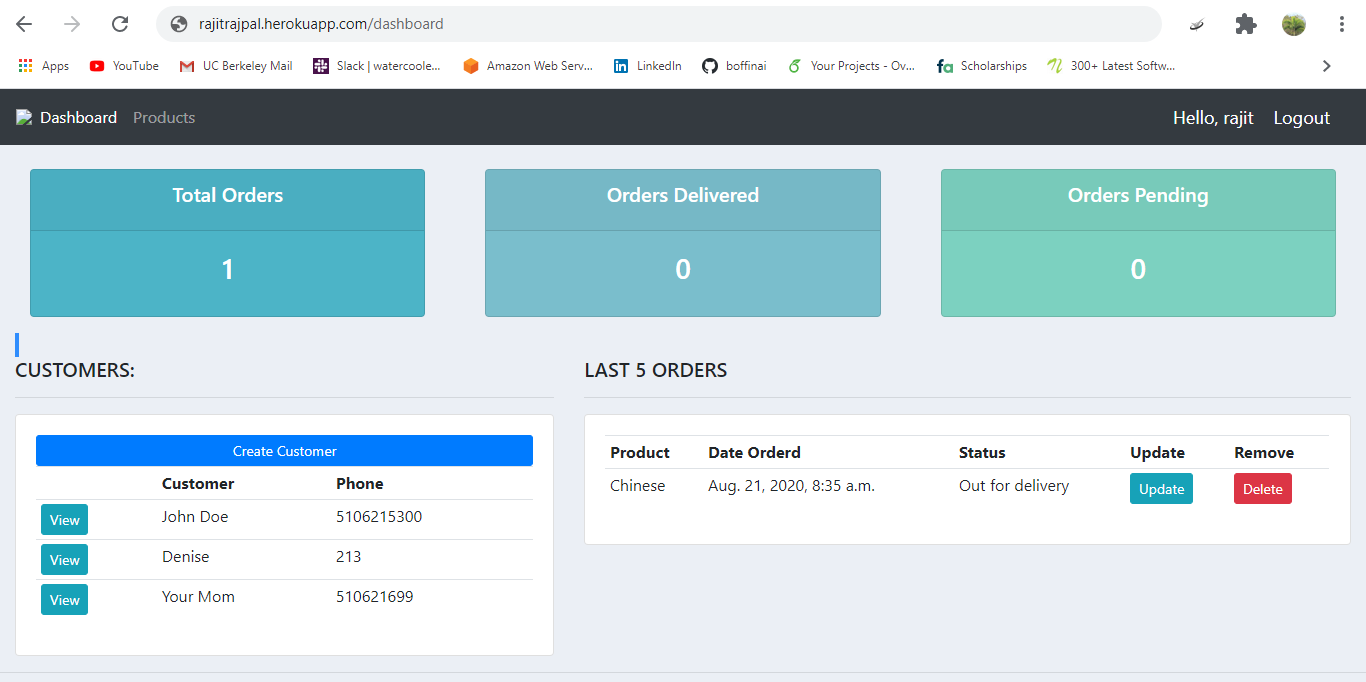 rajitrajpal.herokuapp.com/dashboard
Apps YouTube UC Berkeley Mail Slack | watercoole... Amazon Web Serv... LinkedIn boffinai Your Projects - Ov... fa Scholarships 300+ Latest Softw...
Dashboard Products Hello, rajit Logout
Total Orders Orders Delivered Orders Pending
1 0 0
CUSTOMERS: LAST 5 ORDERS
Create Customer
Customer Phone
View John Doe 5106215300
View Denise 213
View Your Mom 510621699
Product Date Orderd Status Update Remove
Chinese Aug. 21, 2020, 8:35 a.m. Out for delivery Update Delete